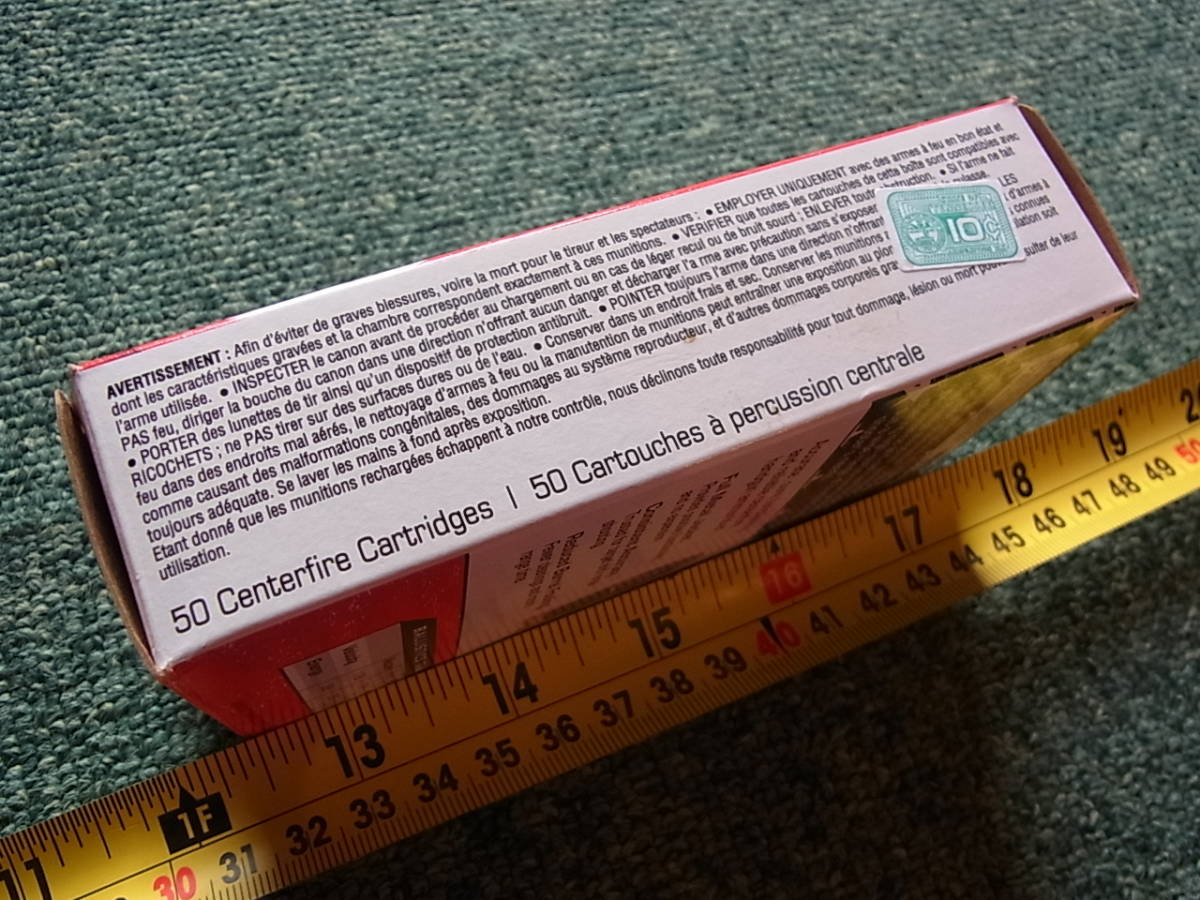 AVERTISSEMENT : Afin d'éviter de graves blessures, voire la mort pour le tireur et les spectateurs : • EMPLOYER UNIQUEMENT avec des armes à feu en bon état et
dont les caractéristiques gravées et la chambre correspondent exactement à ces munitions. • VERIFIER que toutes les cartouches de cette boîte sont compatibles avec
l'arme utilisée. • INSPECTER le canon avant de procéder au chargement ou en cas de léger recul ou de bruit sourd : ENLEVER toute obstruction. • Si l'arme ne fait
PAS feu, diriger la bouche du canon dans une direction n'offrant aucun danger et décharger l'arme avec précaution sans s'exposer
• PORTER des lunettes de tir ainsi qu'un dispositif de protection antibruit. • POINTER toujours l'arme dans une direction n'offrant LES
RICOCHETS ; ne PAS tirer sur des surfaces dures ou de l'eau. • Conserver dans un endroit frais et sec. Conserver les munitions d'armes à
feu dans des endroits mal aérés, le nettoyage d'armes à feu ou la manutention de munitions peut entraîner une exposition au connues
comme causant des malformations congénitales, des dommages au système reproducteur, et d'autres dommages corporels soit
toujours adéquate. Se laver les mains à fond après exposition.
Etant donné que les munitions rechargées échappent à notre contrôle, nous déclinons toute responsabilité pour tout dommage, lésion ou mort de leur
utilisation.
10
50 Centerfire Cartridges | 50 Cartouches à percussion centrale
11 1F 13 14 15 16 17 18 19
30 31 32 33 34 35 36 37 38 39 40 41 42 43 44 45 46 47 48 49 50